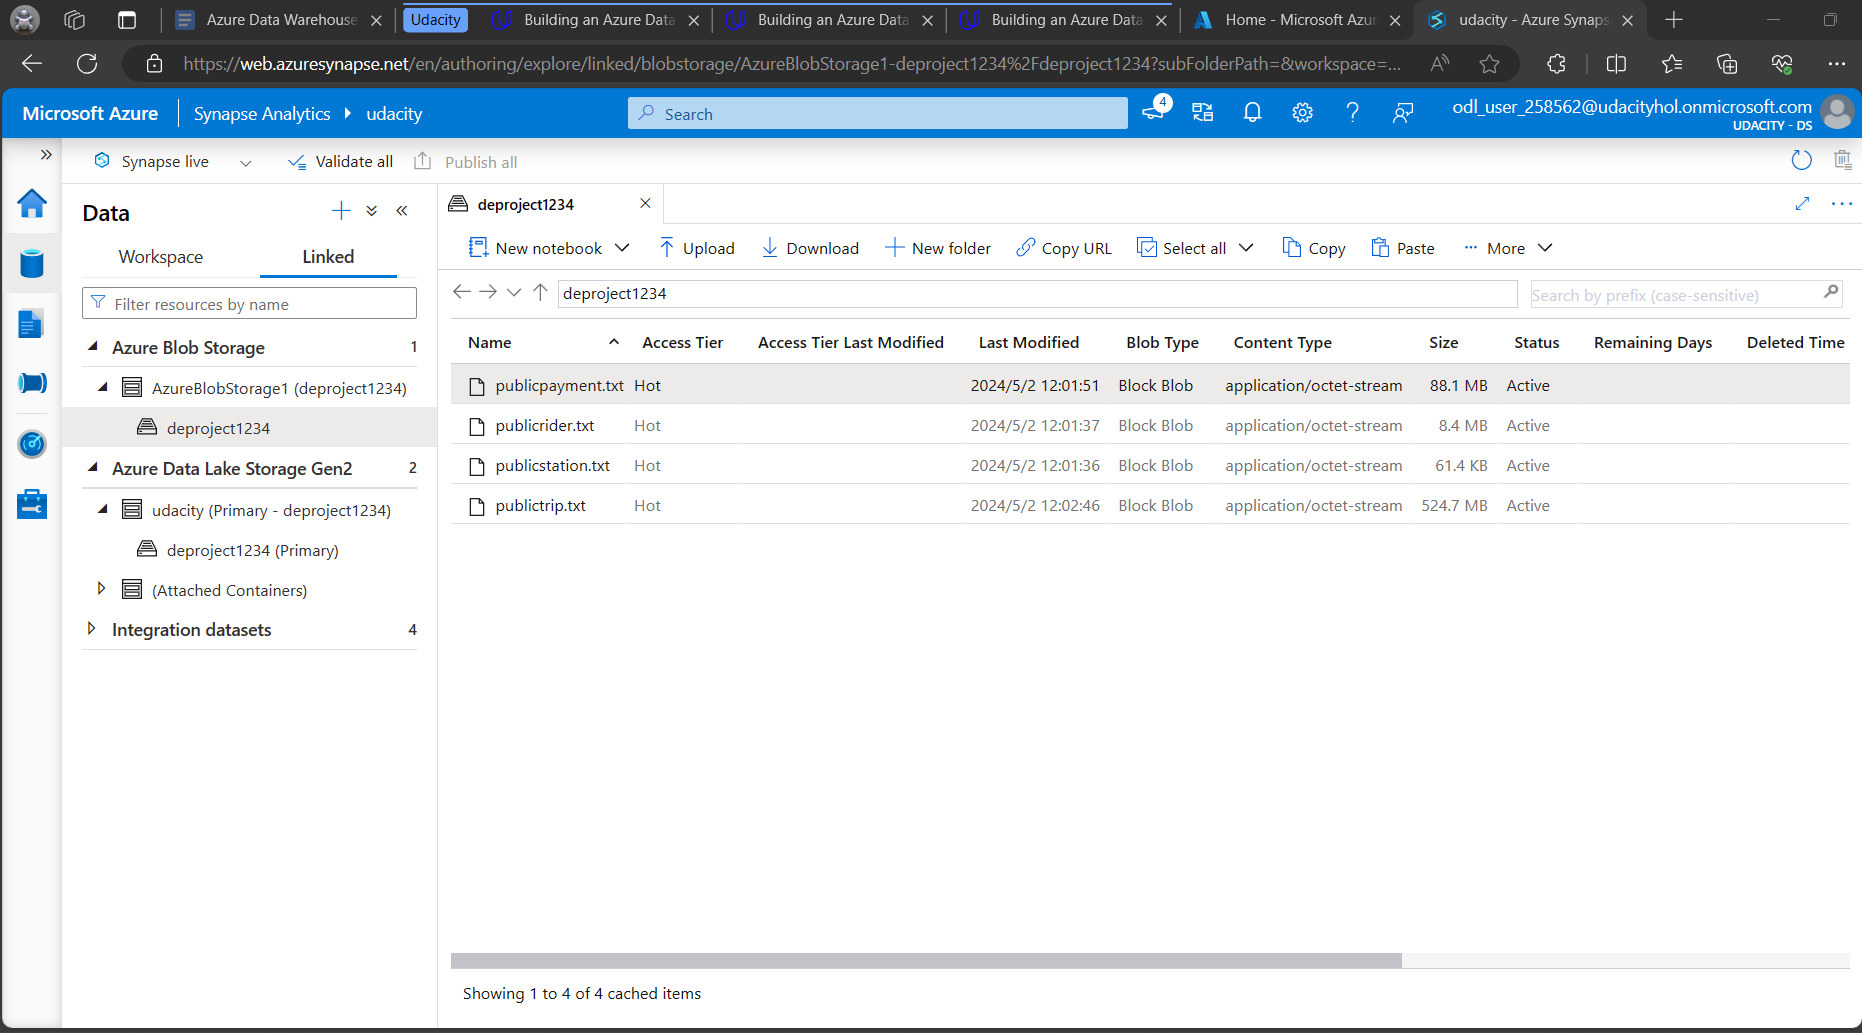 Azure Data Warehouse
Udacity
Building an Azure Data
Building an Azure Data
Building an Azure Data
Home - Microsoft Azur
udacity - Azure Synaps
https://web.azuresynapse.net/en/authoring/explore/linked/blobstorage/AzureBlobStorage1-deproject1234%2Fdeproject1234?subFolderPath=&workspace=...
Microsoft Azure
Synapse Analytics
udacity
Search
4
odl_user_258562@udacityhol.onmicrosoft.com
UDACITY - DS
Synapse live
Validate all
Publish all
Data
Workspace
Linked
Filter resources by name
Azure Blob Storage 1
AzureBlobStorage1 (deproject1234)
deproject1234
Azure Data Lake Storage Gen2 2
udacity (Primary - deproject1234)
deproject1234 (Primary)
(Attached Containers)
Integration datasets 4
deproject1234
New notebook
Upload
Download
New folder
Copy URL
Select all
Copy
Paste
More
deproject1234
Search by prefix (case-sensitive)
Name Access Tier Access Tier Last Modified Last Modified Blob Type Content Type Size Status Remaining Days Deleted Time
publicpayment.txt Hot 2024/5/2 12:01:51 Block Blob application/octet-stream 88.1 MB Active
publicrider.txt Hot 2024/5/2 12:01:37 Block Blob application/octet-stream 8.4 MB Active
publicstation.txt Hot 2024/5/2 12:01:36 Block Blob application/octet-stream 61.4 KB Active
publictrip.txt Hot 2024/5/2 12:02:46 Block Blob application/octet-stream 524.7 MB Active
Showing 1 to 4 of 4 cached items